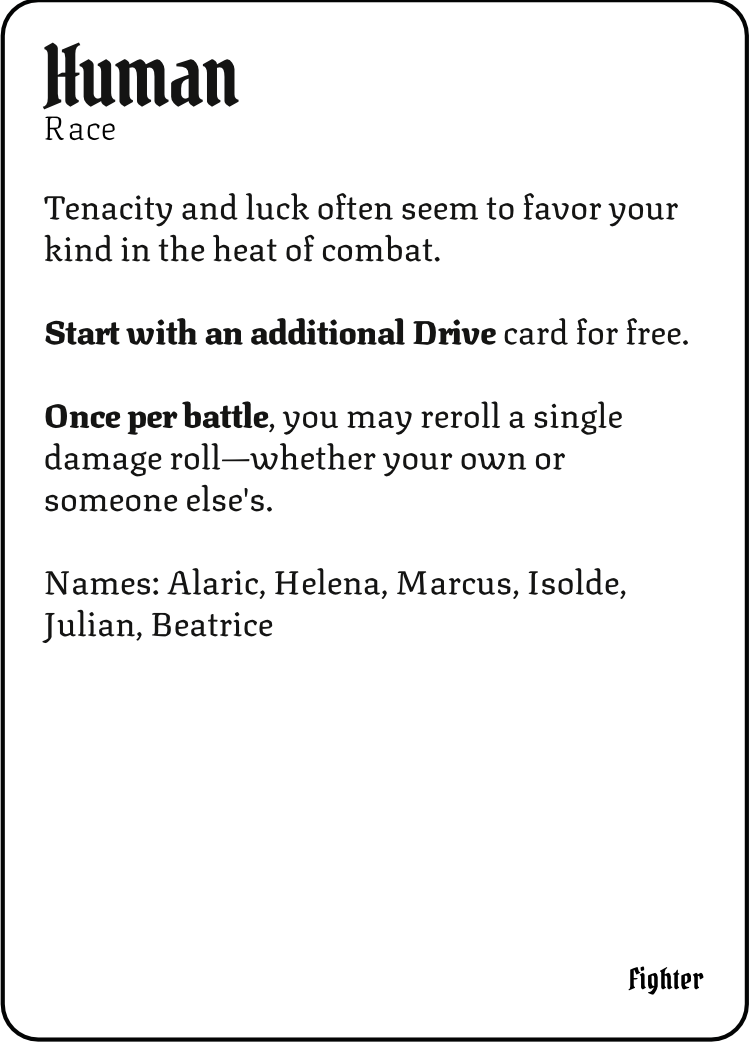 Human
Race
Tenacity and luck often seem to favor your
kind in the heat of combat.
Start with an additional Drive card for free.
Once per battle, you may reroll a single
damage roll—whether your own or
someone else's.
Names: Alaric, Helena, Marcus, Isolde,
Julian, Beatrice
Fighter